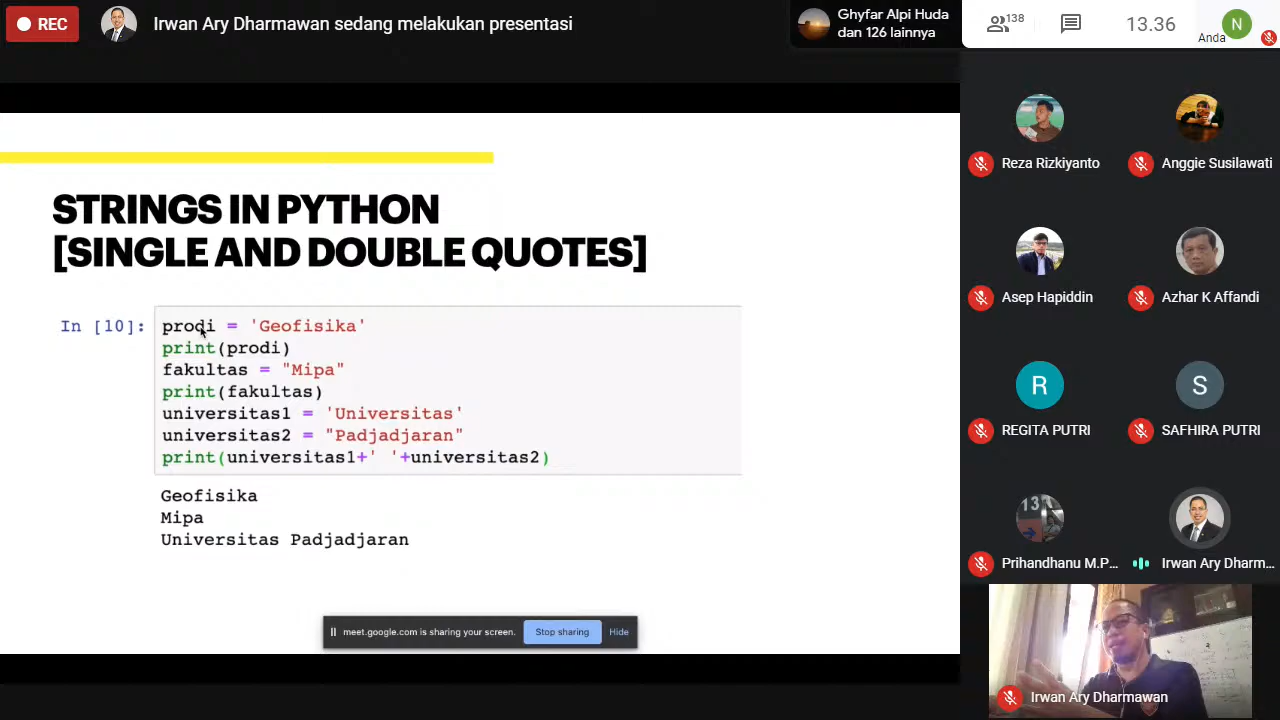 REC
Irwan Ary Dharmawan sedang melakukan presentasi
Ghyfar Alpi Huda
dan 126 lainnya
138
13.36
Anda
N
STRINGS IN PYTHON
[SINGLE AND DOUBLE QUOTES]
In [10]:
prodi = 'Geofisika'
print(prodi)
fakultas = "Mipa"
print(fakultas)
universitas1 = 'Universitas'
universitas2 = "Padjadjaran"
print(universitas1+' '+universitas2)
Geofisika
Mipa
Universitas Padjadjaran
meet.google.com is sharing your screen.
Stop sharing
Hide
Reza Rizkiyanto
Anggie Susilawati
Asep Hapiddin
Azhar K Affandi
R
REGITA PUTRI
S
SAFHIRA PUTRI
13
Prihandhanu M.P...
Irwan Ary Dharm...
Irwan Ary Dharmawan